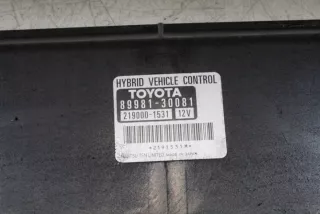 HYBRID VEHICLE CONTROL
TOYOTA
89981-30081
219000-1531 12V